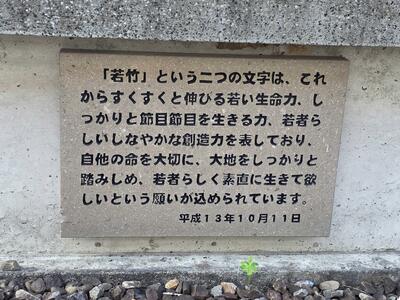 「若竹」という二つの文字は、これ
からすくすくと伸びる若い生命力、し
っかりと節目節目を生きる力、若者ら
しいしなやかな創造力を表しており、
自他の命を大切に、大地をしっかりと
踏みしめ、若者らしく素直に生きて欲
しいという願いが込められています。
平成13年10月11日